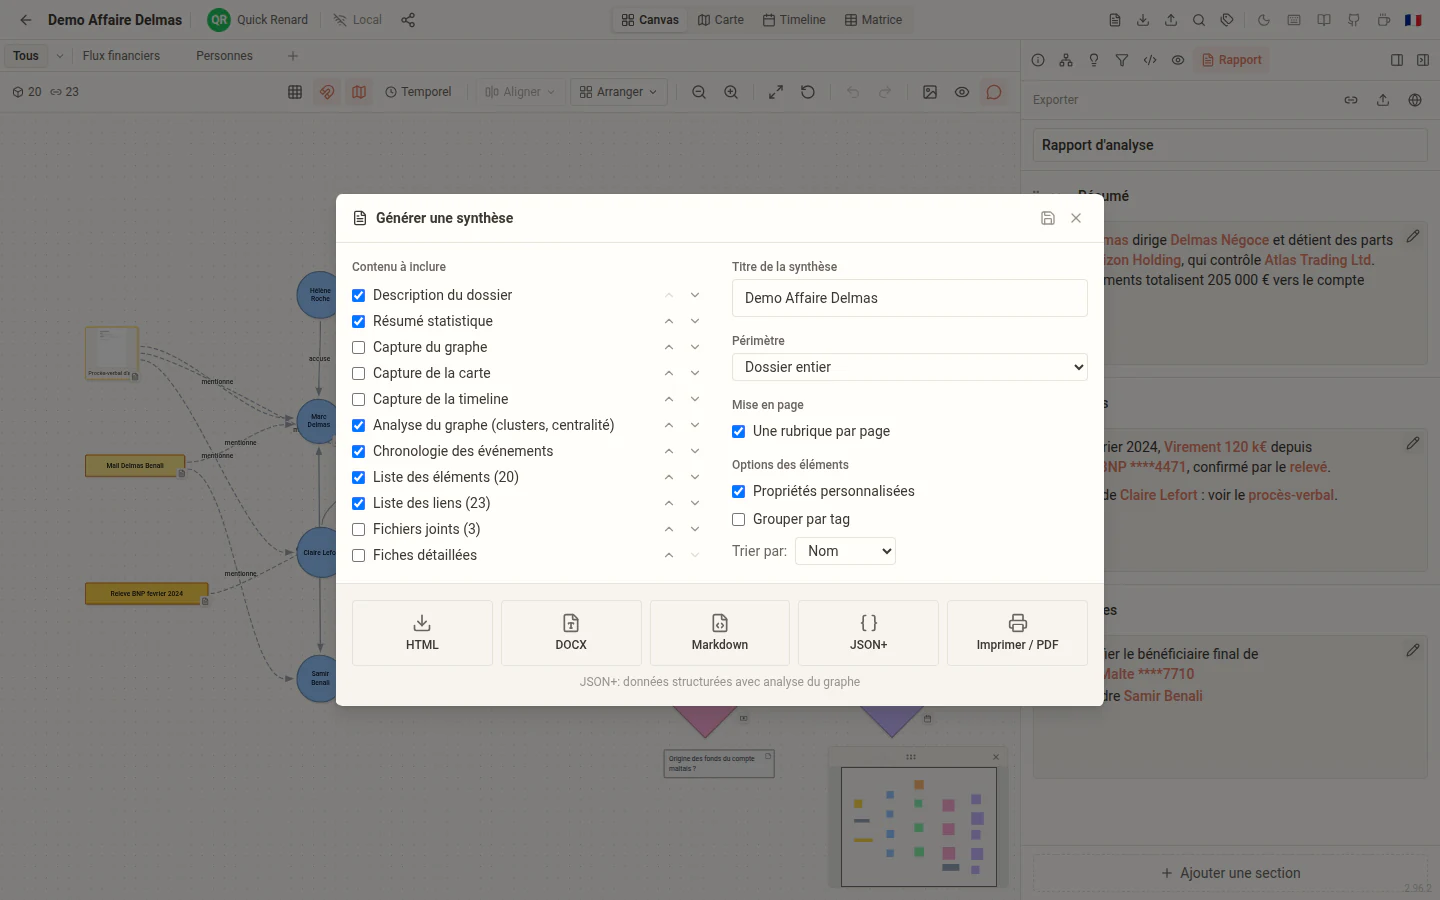 Demo Affaire Delmas
QR
Quick Renard
Local
Canvas
Carte
Timeline
Matrice
Tous
Flux financiers
Personnes
Rapport
20
23
Temporel
Aligner
Arranger
Exporter
Rapport d'analyse
Générer une synthèse
Contenu à inclure
Description du dossier
Résumé statistique
Capture du graphe
Capture de la carte
Capture de la timeline
Analyse du graphe (clusters, centralité)
Chronologie des événements
Liste des éléments (20)
Liste des liens (23)
Fichiers joints (3)
Fiches détaillées
Titre de la synthèse
Demo Affaire Delmas
Périmètre
Dossier entier
Mise en page
Une rubrique par page
Options des éléments
Propriétés personnalisées
Grouper par tag
Trier par:
Nom
HTML
DOCX
Markdown
JSON+
Imprimer / PDF
JSON+: données structurées avec analyse du graphe
Hélène
Roche
accuse
mentionne
Marc
Delmas
mentionne
mentionne
Mail Delmas Benali
Claire Lefo
mentionne
Releve BNP fevrier 2024
Samir
Benali
Origine des fonds du compte
maltais ?
dirige Delmas Négoce et détient des parts
izon Holding, qui contrôle Atlas Trading Ltd.
ments totalisent 205 000 € vers le compte
rier 2024, Virement 120 k€ depuis
BNP ****4471, confirmé par le relevé.
de Claire Lefort : voir le procès-verbal.
fier le bénéficiaire final de
Malte ****7710
dre Samir Benali
Ajouter une section
2.96.2